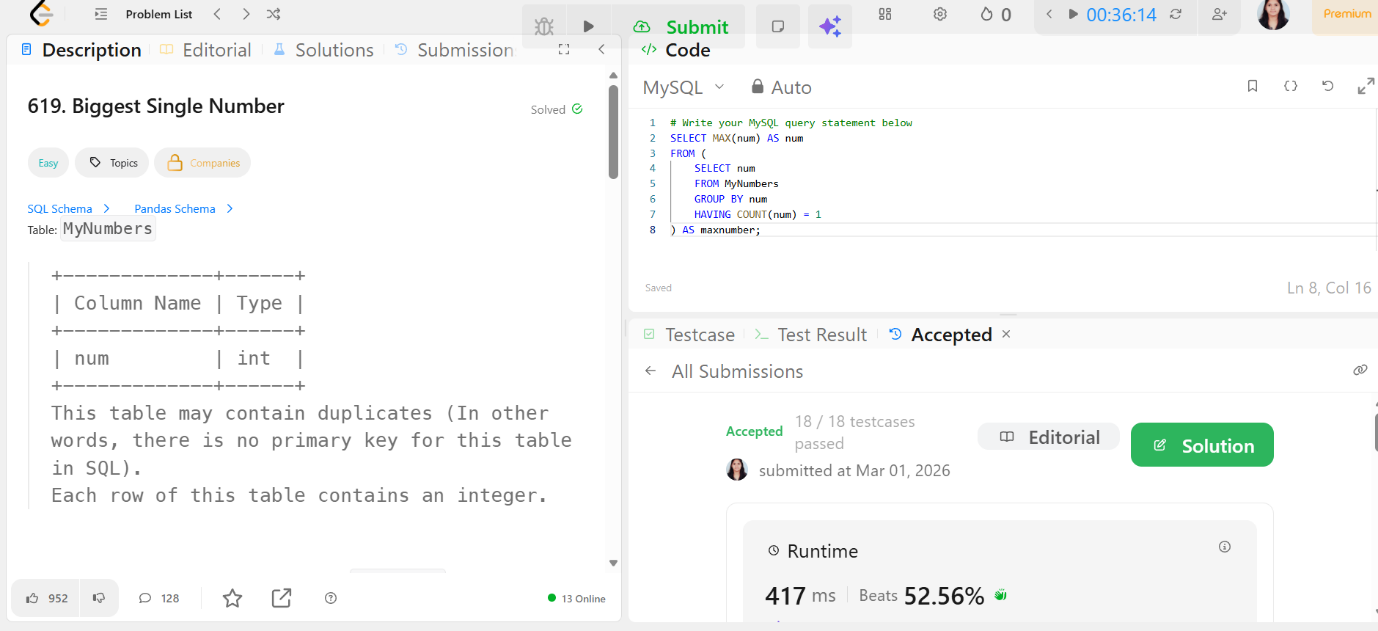 Problem List
Submit
0
00:36:14
Premium
Description
Editorial
Solutions
Submission
619. Biggest Single Number
Solved
Easy
Topics
Companies
SQL Schema
Pandas Schema
Table: MyNumbers
+-------------+------+
| Column Name | Type |
+-------------+------+
| num         | int  |
+-------------+------+
This table may contain duplicates (In other
words, there is no primary key for this table
in SQL).
Each row of this table contains an integer.
952
128
13 Online
</> Code
MySQL
Auto
1 # Write your MySQL query statement below
2 SELECT MAX(num) AS num
3 FROM (
4     SELECT num
5     FROM MyNumbers
6     GROUP BY num
7     HAVING COUNT(num) = 1
8 ) AS maxnumber;
Saved
Ln 8, Col 16
Testcase
Test Result
Accepted
All Submissions
Accepted
18 / 18 testcases
passed
submitted at Mar 01, 2026
Editorial
Solution
Runtime
417 ms
Beats 52.56%